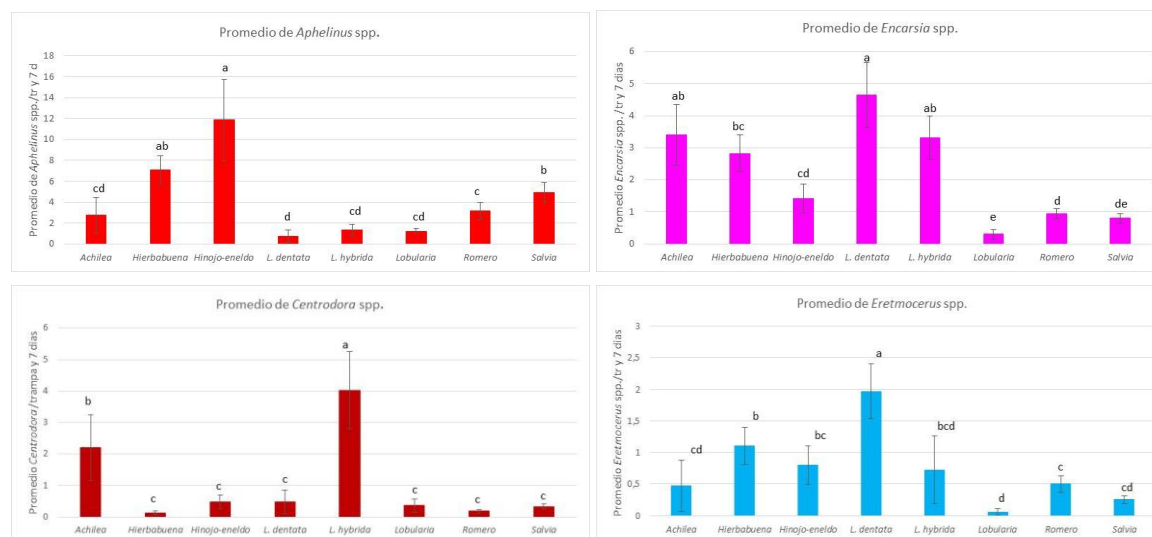 Promedio de Aphelinus spp.
Promedio de Aphelinus spp./tr y 7 d
18
16
14
12
10
8
6
4
2
0
cd
ab
a
d
cd
cd
c
b
Achilea Hierbabuena Hinojo-eneldo L. dentata L. hybrida Lobularia Romero Salvia
Promedio de Encarsia spp.
Promedio Encarsia spp./tr y 7 dias
6
5
4
3
2
1
0
ab
bc
cd
a
ab
e
d
de
Achilea Hierbabuena Hinojo-eneldo L. dentata L. hybrida Lobularia Romero Salvia
Promedio de Centrodora spp.
Promedio Centrodora/trampa y 7 dias
6
5
4
3
2
1
0
b
c
c
c
a
c
c
c
Achilea Hierbabuena Hinojo-eneldo L. dentata L. hybrida Lobularia Romero Salvia
Promedio de Eretmocerus spp.
Promedio Eretmocerus spp./tr y 7 dias
3
2,5
2
1,5
1
0,5
0
cd
b
bc
a
bcd
d
c
cd
Achilea Hierbabuena Hinojo-eneldo L. dentata L. hybrida Lobularia Romero Salvia